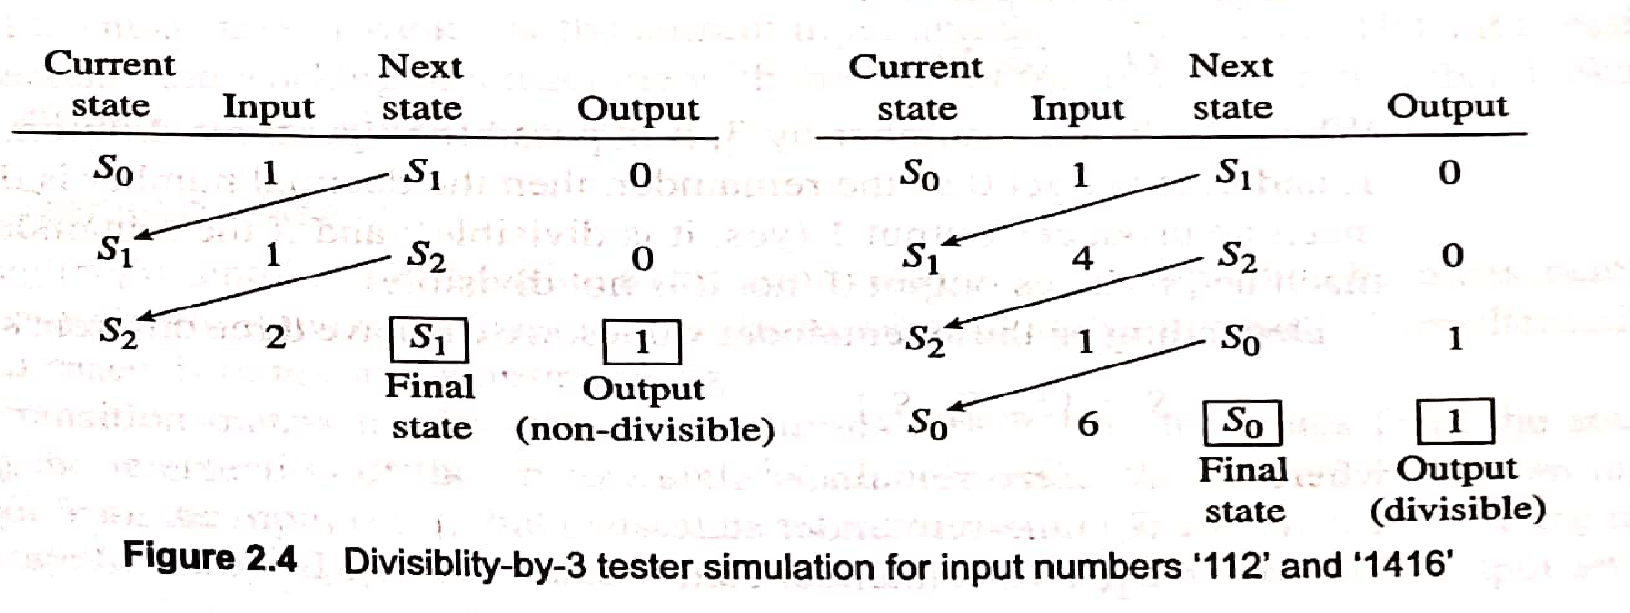 Current Next
state Input state Output
S0 1 S1 0
S1 1 S2 0
S2 2 S1 1
Final Output
state (non-divisible)
Current Next
state Input state Output
S0 1 S1 0
S1 4 S2 0
S2 1 S0 1
S0 6 S0 1
Final Output
state (divisible)
Figure 2.4 Divisiblity-by-3 tester simulation for input numbers '112' and '1416'